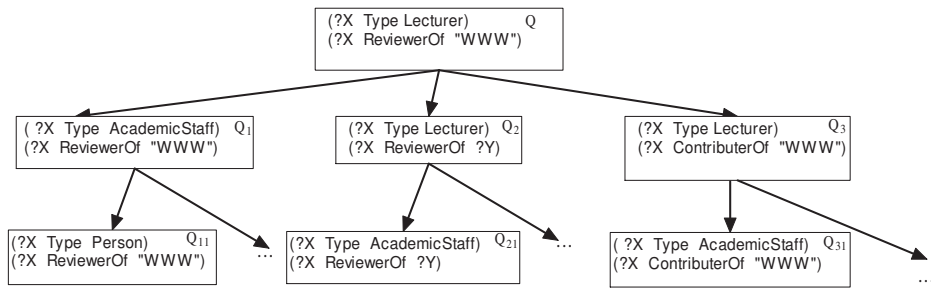 (?X Type Lecturer) Q
(?X ReviewerOf "WWW")
( ?X Type AcademicStaff) Q1
(?X ReviewerOf "WWW")
(?X Type Lecturer) Q2
(?X ReviewerOf ?Y)
(?X Type Lecturer) Q3
(?X ContributerOf "WWW")
(?X Type Person) Q11
(?X ReviewerOf "WWW")
...
(?X Type AcademicStaff) Q21
(?X ReviewerOf ?Y)
...
( ?X Type AcademicStaff) Q31
(?X ContributerOf "WWW")
...